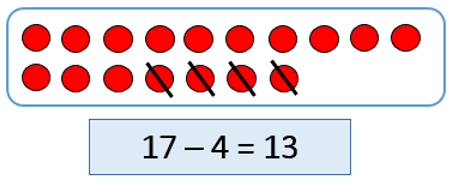 17 – 4 = 13